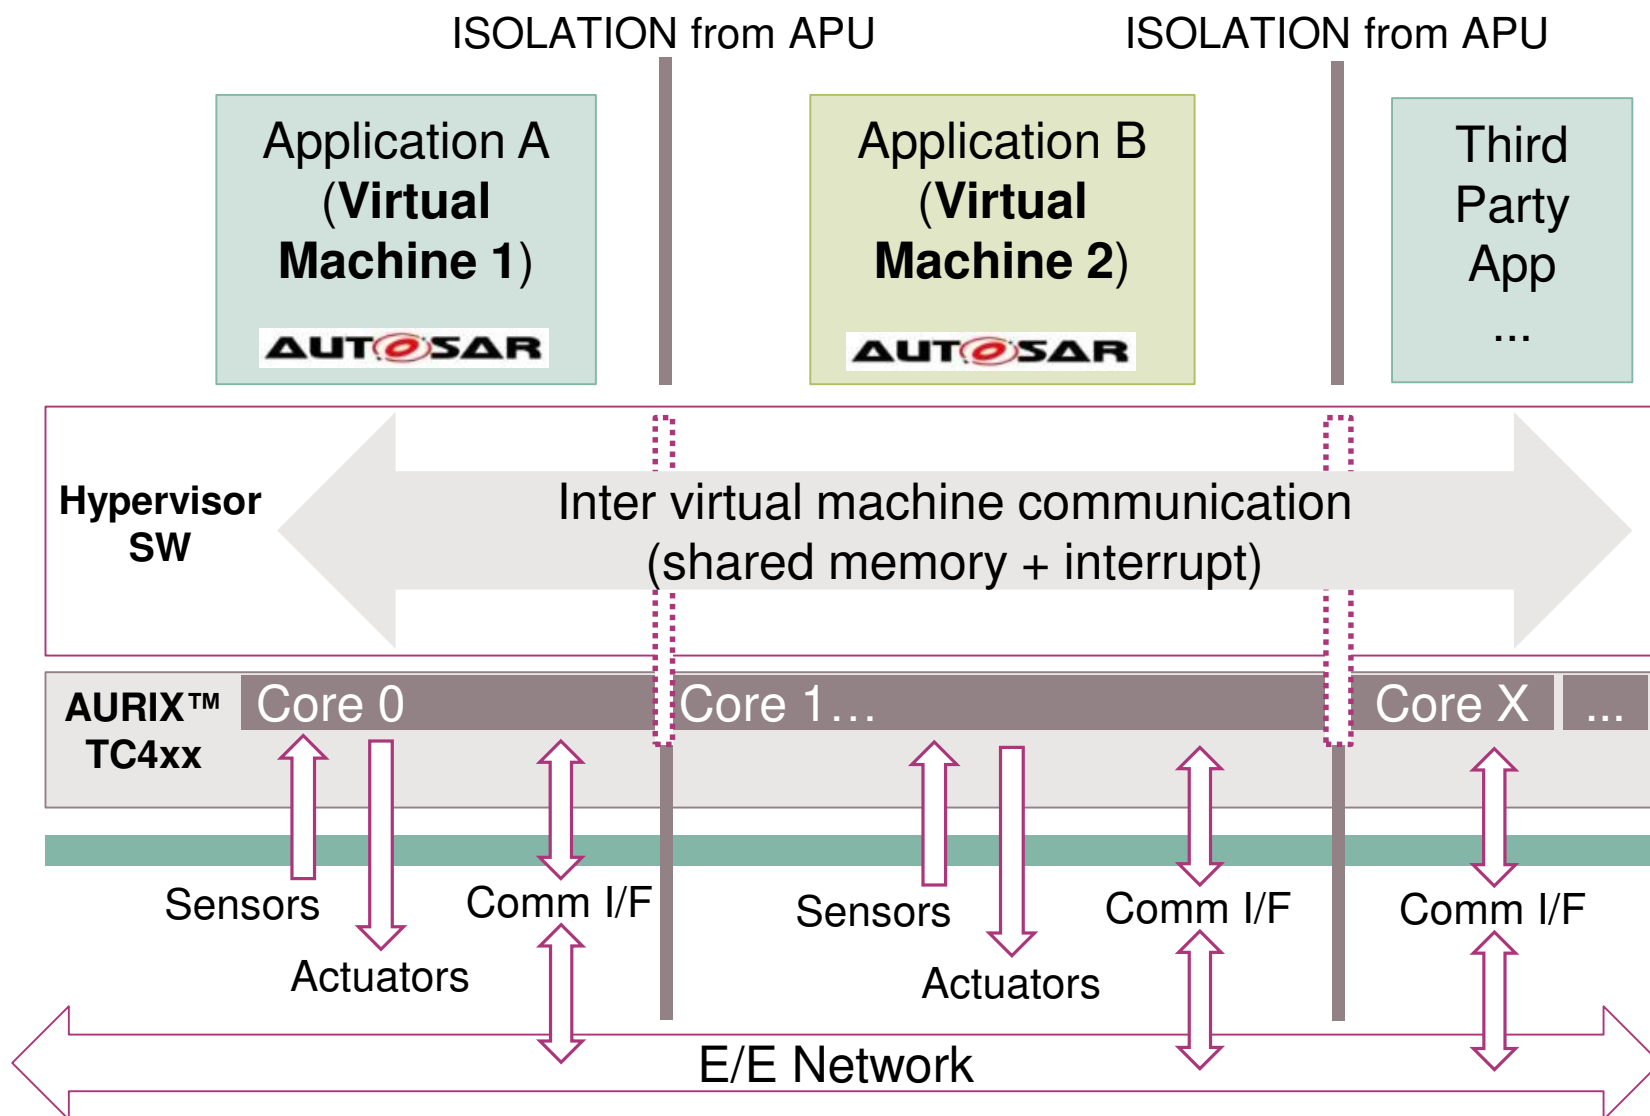 ISOLATION from APU
ISOLATION from APU
Application A
(Virtual
Machine 1)
AUTOSAR
Application B
(Virtual
Machine 2)
AUTOSAR
Third
Party
App
...
Hypervisor
SW
Inter virtual machine communication
(shared memory + interrupt)
AURIX™
TC4xx
Core 0
Core 1...
Core X
...
Sensors
Actuators
Comm I/F
Sensors
Actuators
Comm I/F
Comm I/F
E/E Network